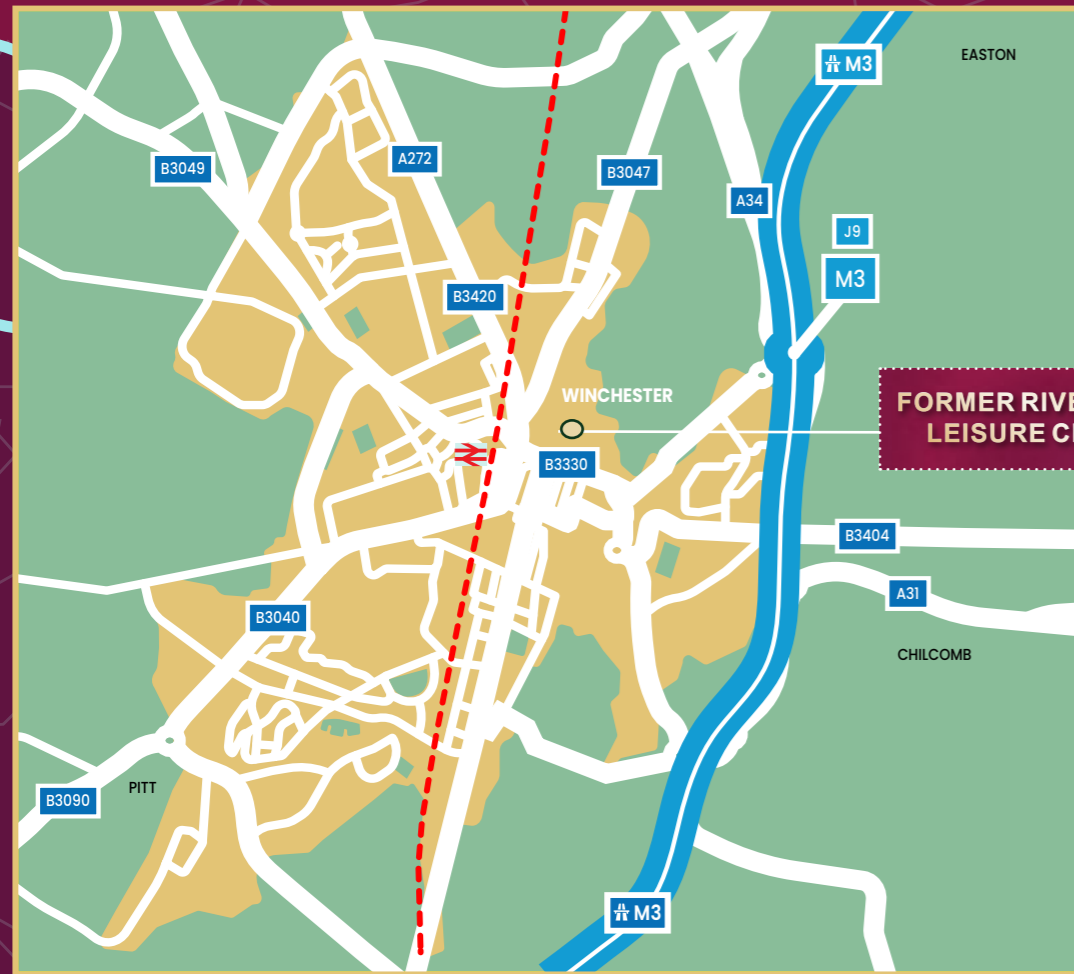 EASTON
M3
A272
B3049
B3047
A34
J9
M3
B3420
WINCHESTER
FORMER
LEISURE
B3330
B3404
A31
B3040
CHILCOMB
PITT
B3090
M3